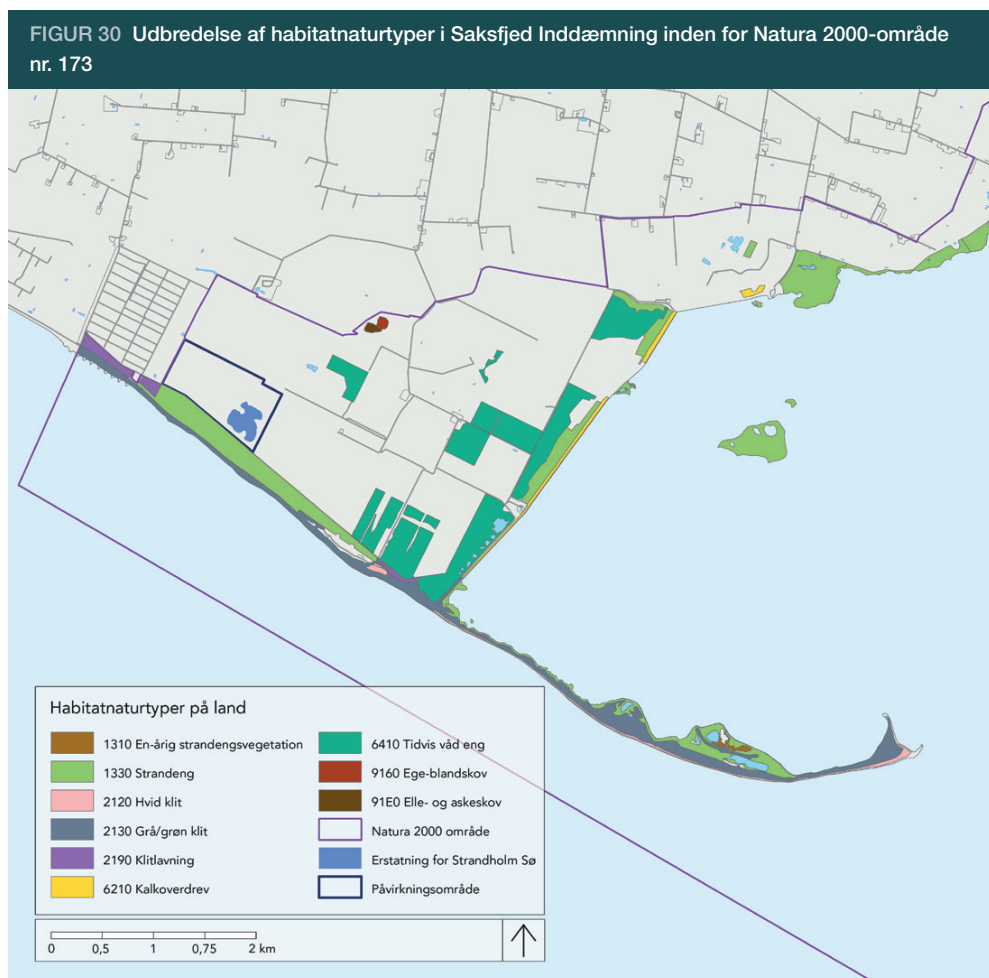 FIGUR 30 Udbredelse af habitatnaturtyper i Saksfjed Inddæmning inden for Natura 2000-område
nr. 173
Habitatnaturtyper på land
1310 En-årig strandengsvegetation
1330 Strandeng
2120 Hvid klit
2130 Grå/grøn klit
2190 Klitlavning
6210 Kalkoverdrev
6410 Tidvis våd eng
9160 Ege-blandskov
91E0 Elle- og askeskov
Natura 2000 område
Erstatning for Strandholm Sø
Påvirkningsområde
0 0,5 1 0,75 2 km